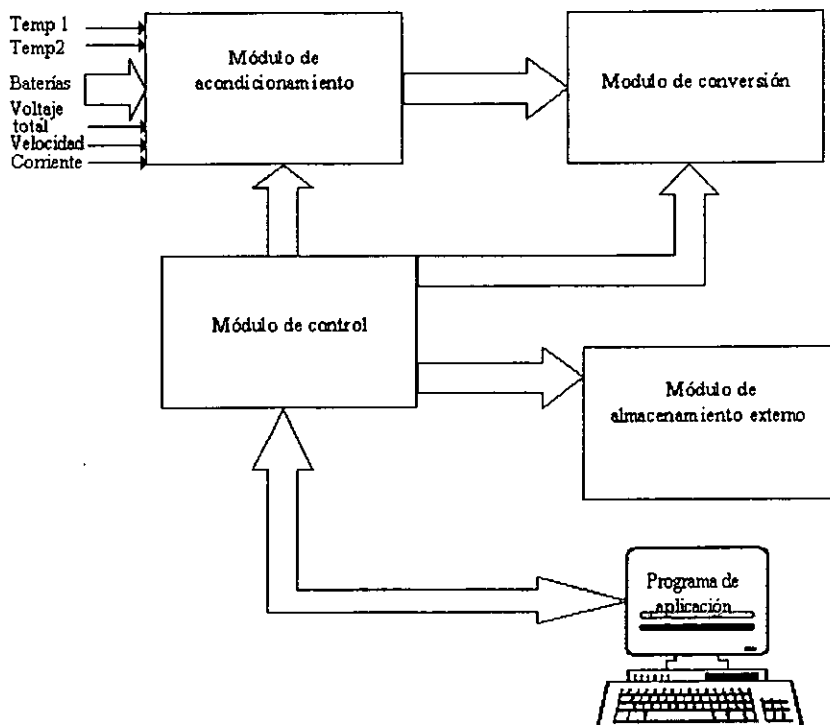 Temp 1
Temp2
Baterías
Voltaje
total
Velocidad
Corriente
Módulo de
acondicionamiento
Modulo de conversión
Módulo de control
Módulo de
almacenamiento externo
Programa de
aplicación